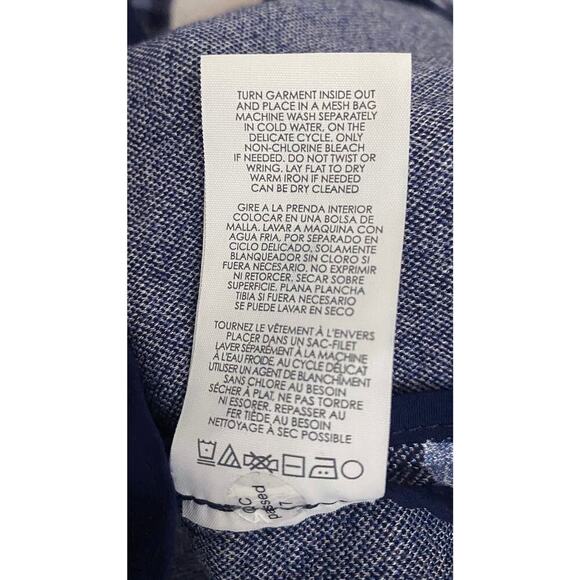 TURN GARMENT INSIDE OUT
AND PLACE IN A MESH BAG
MACHINE WASH SEPARATELY
IN COLD WATER, ON THE
DELICATE CYCLE, ONLY
NON-CHLORINE BLEACH
IF NEEDED. DO NOT TWIST OR
WRING, LAY FLAT TO DRY
WARM IRON IF NEEDED
CAN BE DRY CLEANED
GIRE A LA PRENDA INTERIOR
COLOCAR EN UNA BOLSA DE
MALLA. LAVAR A MAQUINA CON
AGUA FRIA, POR SEPARADO EN
CICLO DELICADO, SOLAMENTE
BLANQUEADOR SIN CLORO SI
FUERA NECESARIO. NO EXPRIMIR
NI RETORCER, SECAR SOBRE
SUPERFICIE, PLANA PLANCHA
TIBIA SI FUERA NECESARIO
SE PUEDE LAVAR EN SECO
TOURNEZ LE VÊTEMENT À L'ENVERS
PLACER DANS UN SAC-FILET
LAVER SÉPARÉMENT À LA MACHINE
À L'EAU FROIDE, AU CYCLE DÉLICAT
UTILISER UN AGENT DE BLANCHIMENT
SANS CHLORE AU BESOIN
SÉCHER À PLAT, NE PAS TORDRE
NI ESSORER, REPASSER AU
FER TIÈDE AU BESOIN
NETTOYAGE À SEC POSSIBLE
QC
passed